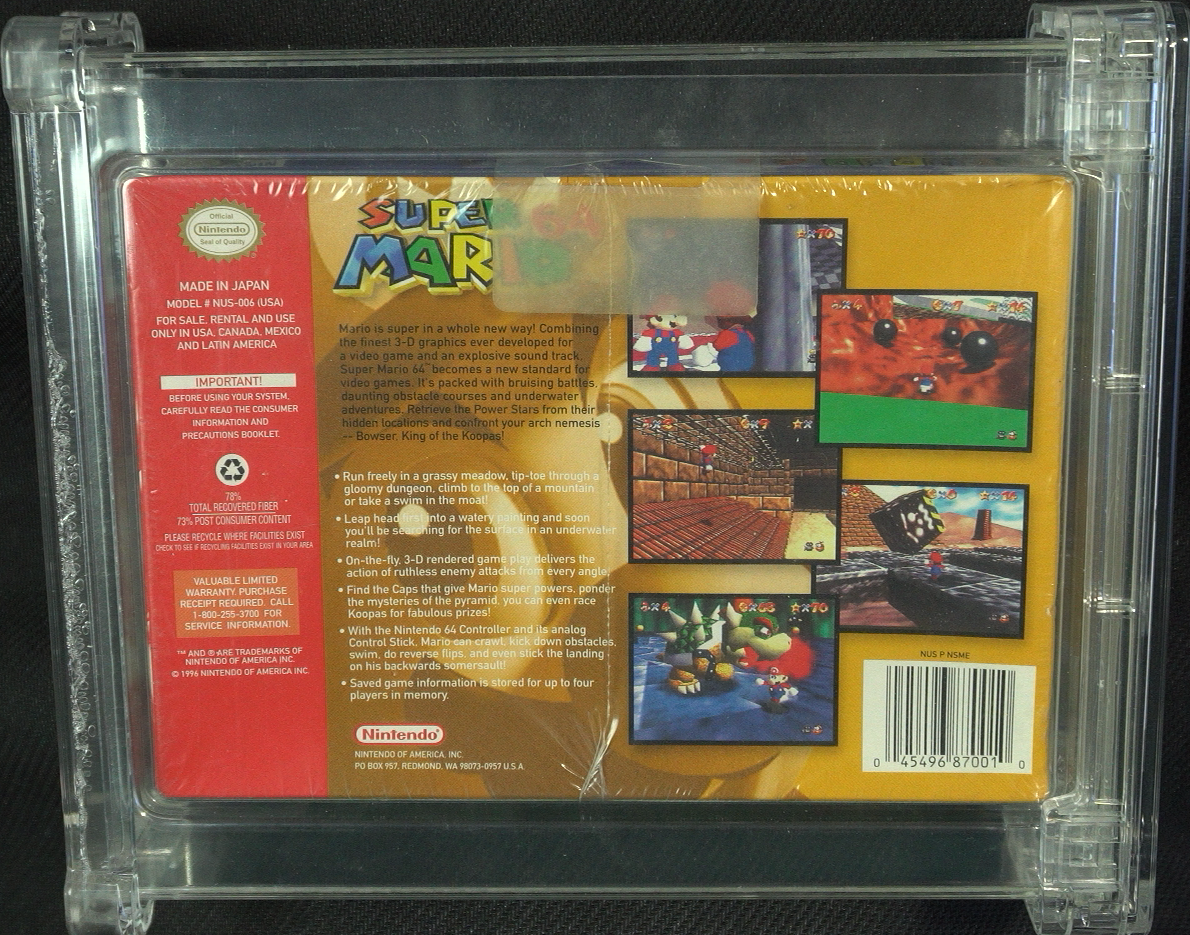 Official
Nintendo
Seal of Quality
MADE IN JAPAN
MODEL # NUS-006 (USA)
FOR SALE, RENTAL AND USE
ONLY IN USA, CANADA, MEXICO
AND LATIN AMERICA
IMPORTANT!
BEFORE USING YOUR SYSTEM,
CAREFULLY READ THE CONSUMER
INFORMATION AND
PRECAUTIONS BOOKLET.
78%
TOTAL RECOVERED FIBER
73% POST CONSUMER CONTENT
PLEASE RECYCLE WHERE FACILITIES EXIST
CHECK TO SEE IF RECYCLING FACILITIES EXIST IN YOUR AREA
VALUABLE LIMITED
WARRANTY. PURCHASE
RECEIPT REQUIRED. CALL
1-800-255-3700 FOR
SERVICE INFORMATION.
™ AND ® ARE TRADEMARKS OF
NINTENDO OF AMERICA INC.
© 1996 NINTENDO OF AMERICA INC.
SUPER 64
MARIO
Mario is super in a whole new way! Combining
the finest 3-D graphics ever developed for
a video game and an explosive sound track,
Super Mario 64™ becomes a new standard for
video games. It's packed with bruising battles,
daunting obstacle courses and underwater
adventures. Retrieve the Power Stars from their
hidden locations and confront your arch nemesis
-- Bowser, King of the Koopas!
• Run freely in a grassy meadow, tip-toe through a
gloomy dungeon, climb to the top of a mountain
or take a swim in the moat!
• Leap head first into a watery painting and soon
you'll be searching for the surface in an underwater
realm!
• On-the-fly, 3-D rendered game play delivers the
action of ruthless enemy attacks from every angle.
• Find the Caps that give Mario super powers, ponder
the mysteries of the pyramid, you can even race
Koopas for fabulous prizes!
• With the Nintendo 64 Controller and its analog
Control Stick, Mario can crawl, kick down obstacles,
swim, do reverse flips, and even stick the landing
on his backwards somersault!
• Saved game information is stored for up to four
players in memory.
Nintendo
NINTENDO OF AMERICA, INC.
PO BOX 957, REDMOND, WA 98073-0957 U.S.A.
NUS P NSME
0 45496 87001 0